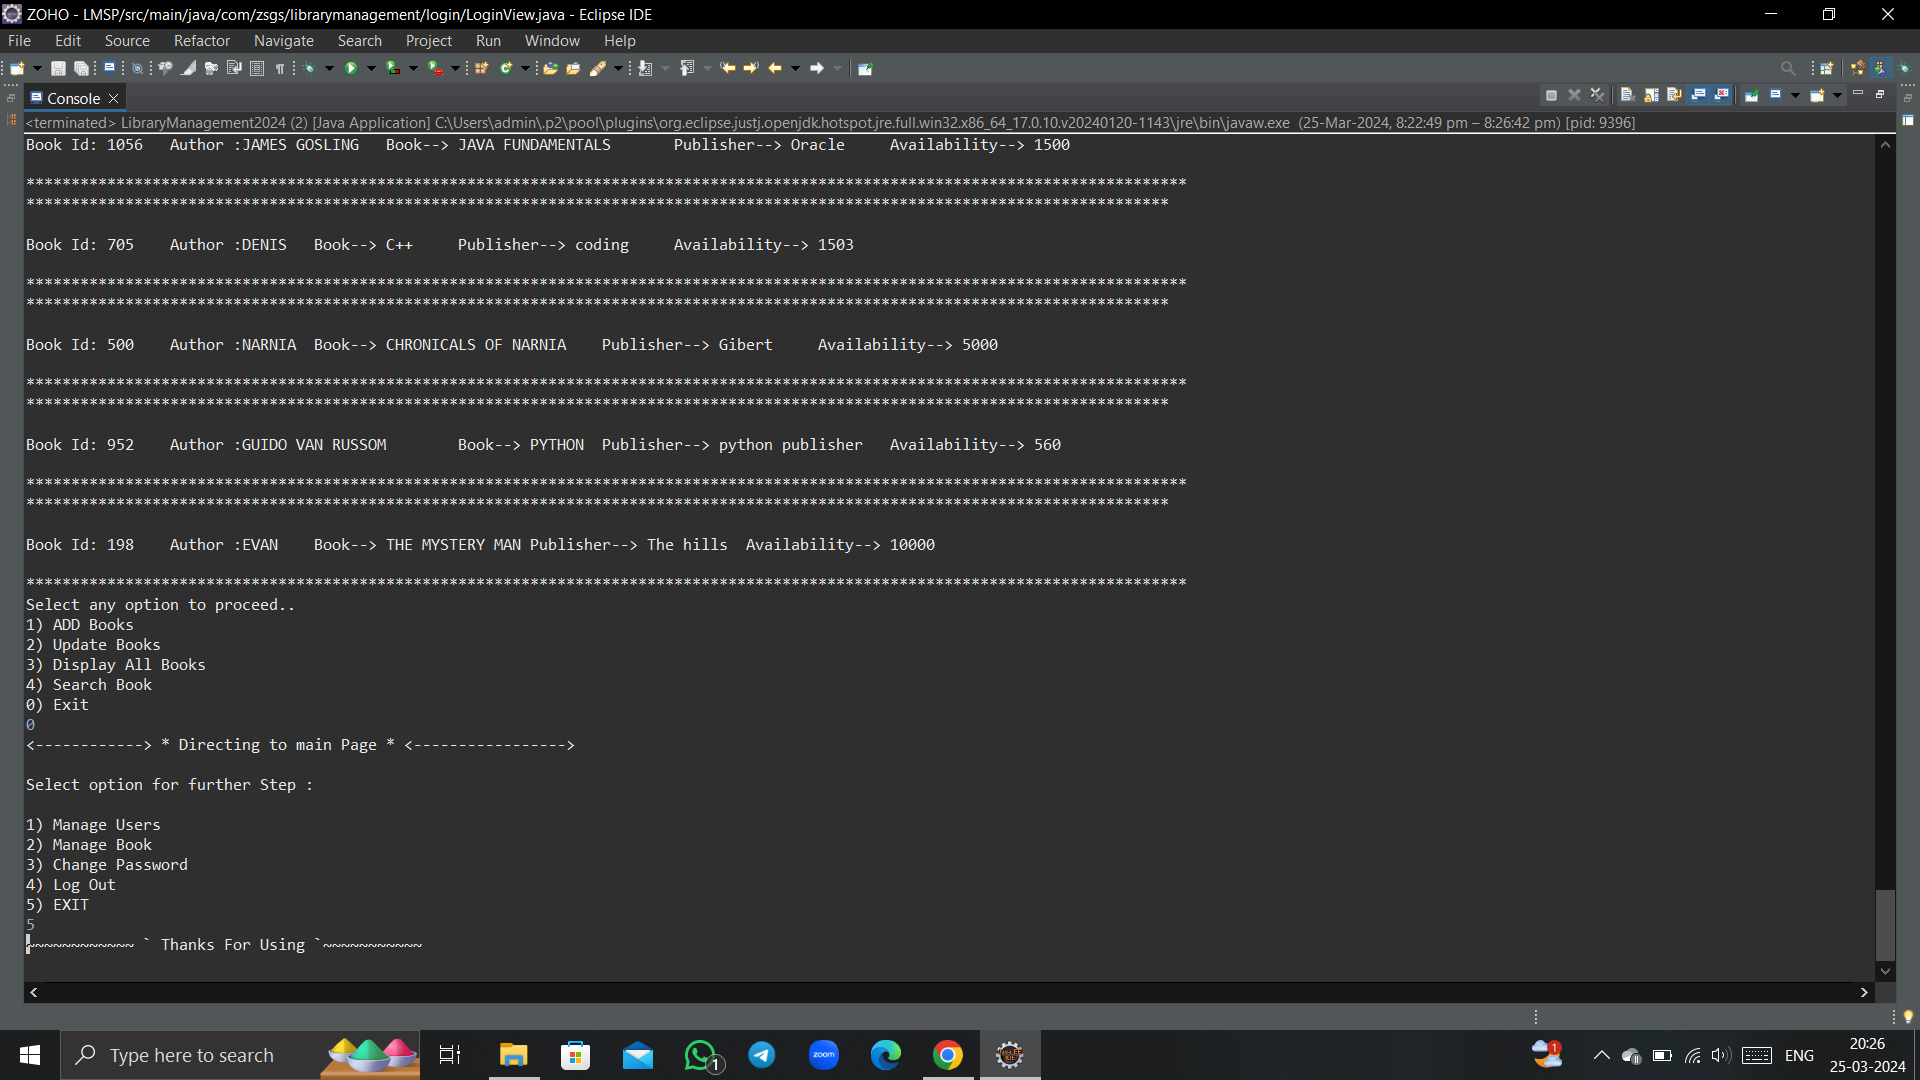 ZOHO - LMSP/src/main/java/com/zsgs/librarymanagement/login/LoginView.java - Eclipse IDE
File Edit Source Refactor Navigate Search Project Run Window Help
Console
<terminated> LibraryManagement2024 (2) [Java Application] C:\Users\admin\.p2\pool\plugins\org.eclipse.justj.openjdk.hotspot.jre.full.win32.x86_64_17.0.10.v20240120-1143\jre\bin\javaw.exe (25-Mar-2024, 8:22:49 pm – 8:26:42 pm) [pid: 9396]
Book Id: 1056 Author :JAMES GOSLING Book--> JAVA FUNDAMENTALS Publisher--> Oracle Availability--> 1500
*********************************************************************************************************************************
*******************************************************************************************************************************
Book Id: 705 Author :DENIS Book--> C++ Publisher--> coding Availability--> 1503
*********************************************************************************************************************************
*******************************************************************************************************************************
Book Id: 500 Author :NARNIA Book--> CHRONICALS OF NARNIA Publisher--> Gibert Availability--> 5000
*********************************************************************************************************************************
*******************************************************************************************************************************
Book Id: 952 Author :GUIDO VAN RUSSOM Book--> PYTHON Publisher--> python publisher Availability--> 560
*********************************************************************************************************************************
*******************************************************************************************************************************
Book Id: 198 Author :EVAN Book--> THE MYSTERY MAN Publisher--> The hills Availability--> 10000
*********************************************************************************************************************************
Select any option to proceed..
1) ADD Books
2) Update Books
3) Display All Books
4) Search Book
0) Exit
0
<------------> * Directing to main Page * <----------------->
Select option for further Step :
1) Manage Users
2) Manage Book
3) Change Password
4) Log Out
5) EXIT
5
~~~~~~~~~~~~ ` Thanks For Using `~~~~~~~~~~~
Type here to search
zoom
1
1
ENG
20:26
25-03-2024